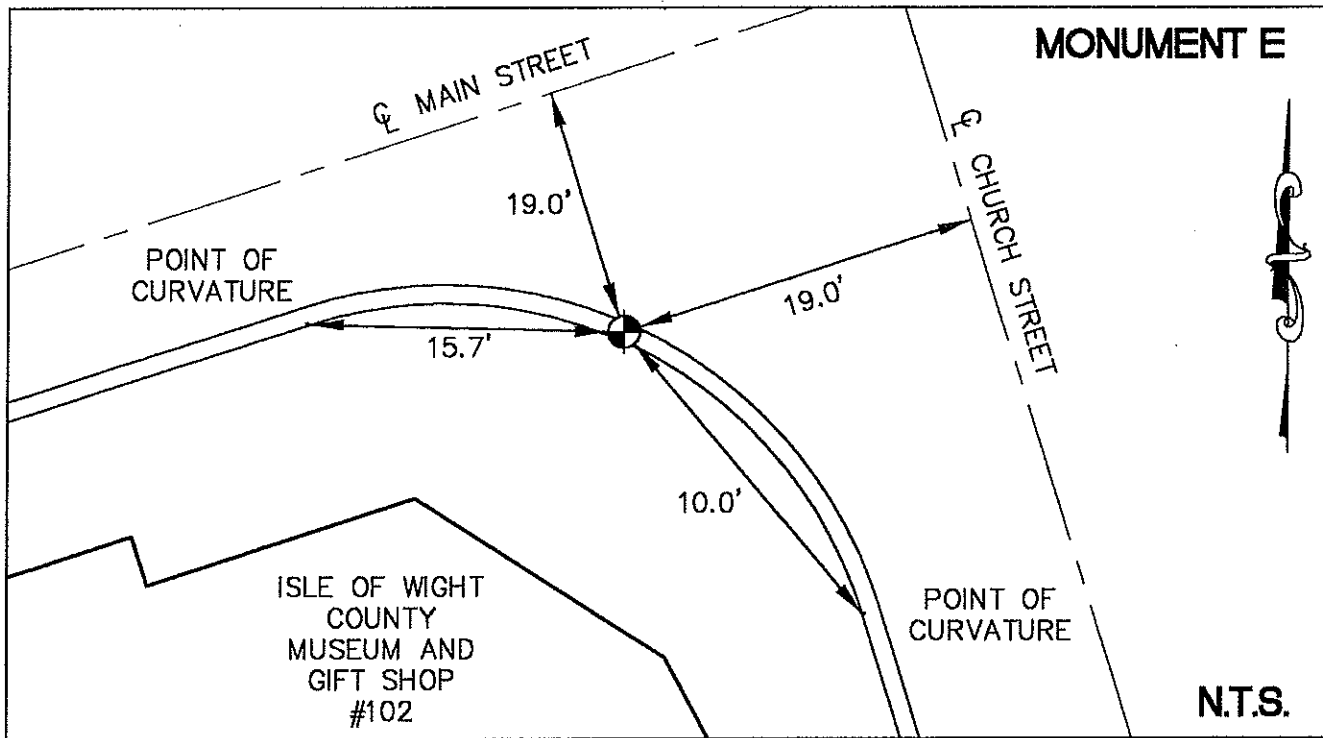 MONUMENT E
℄ MAIN STREET
℄ CHURCH STREET
19.0'
19.0'
POINT OF
CURVATURE
15.7'
10.0'
ISLE OF WIGHT
COUNTY
MUSEUM AND
GIFT SHOP
#102
POINT OF
CURVATURE
N.T.S.